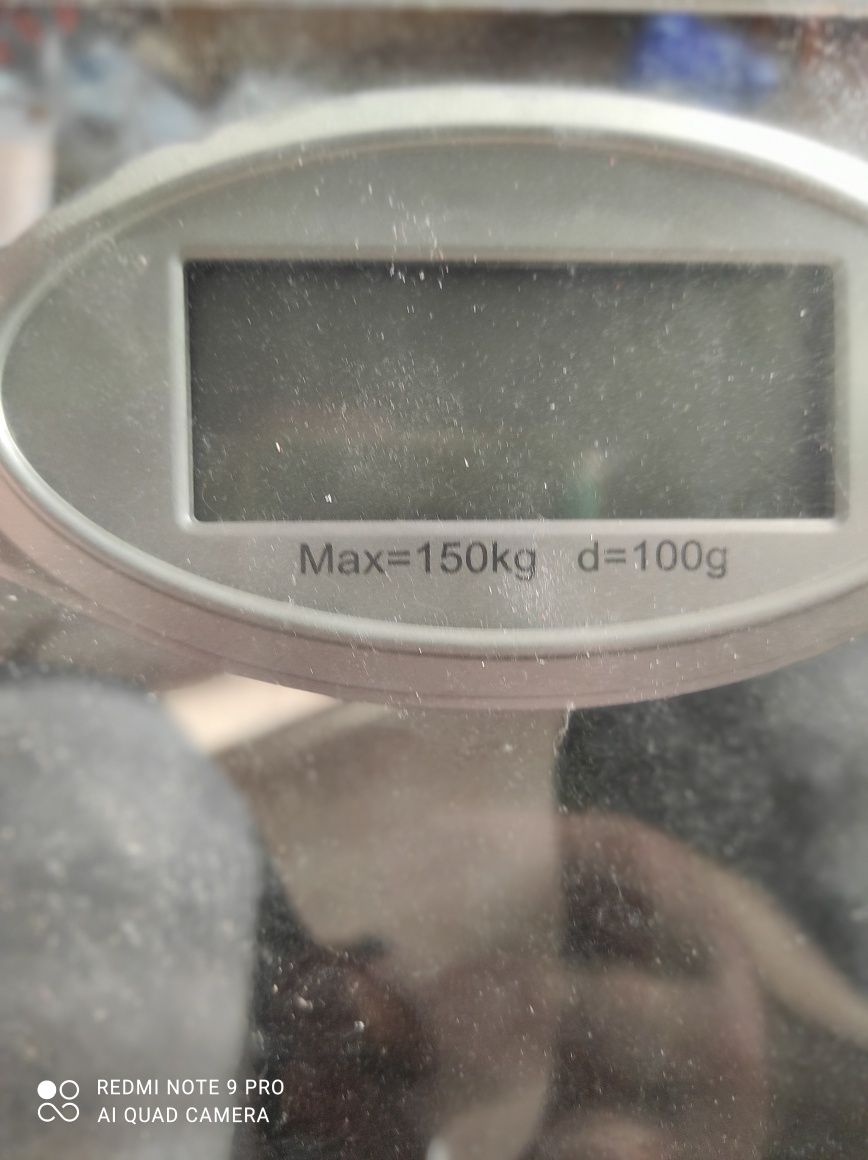 Max=150kg d=100g
REDMI NOTE 9 PRO
AI QUAD CAMERA